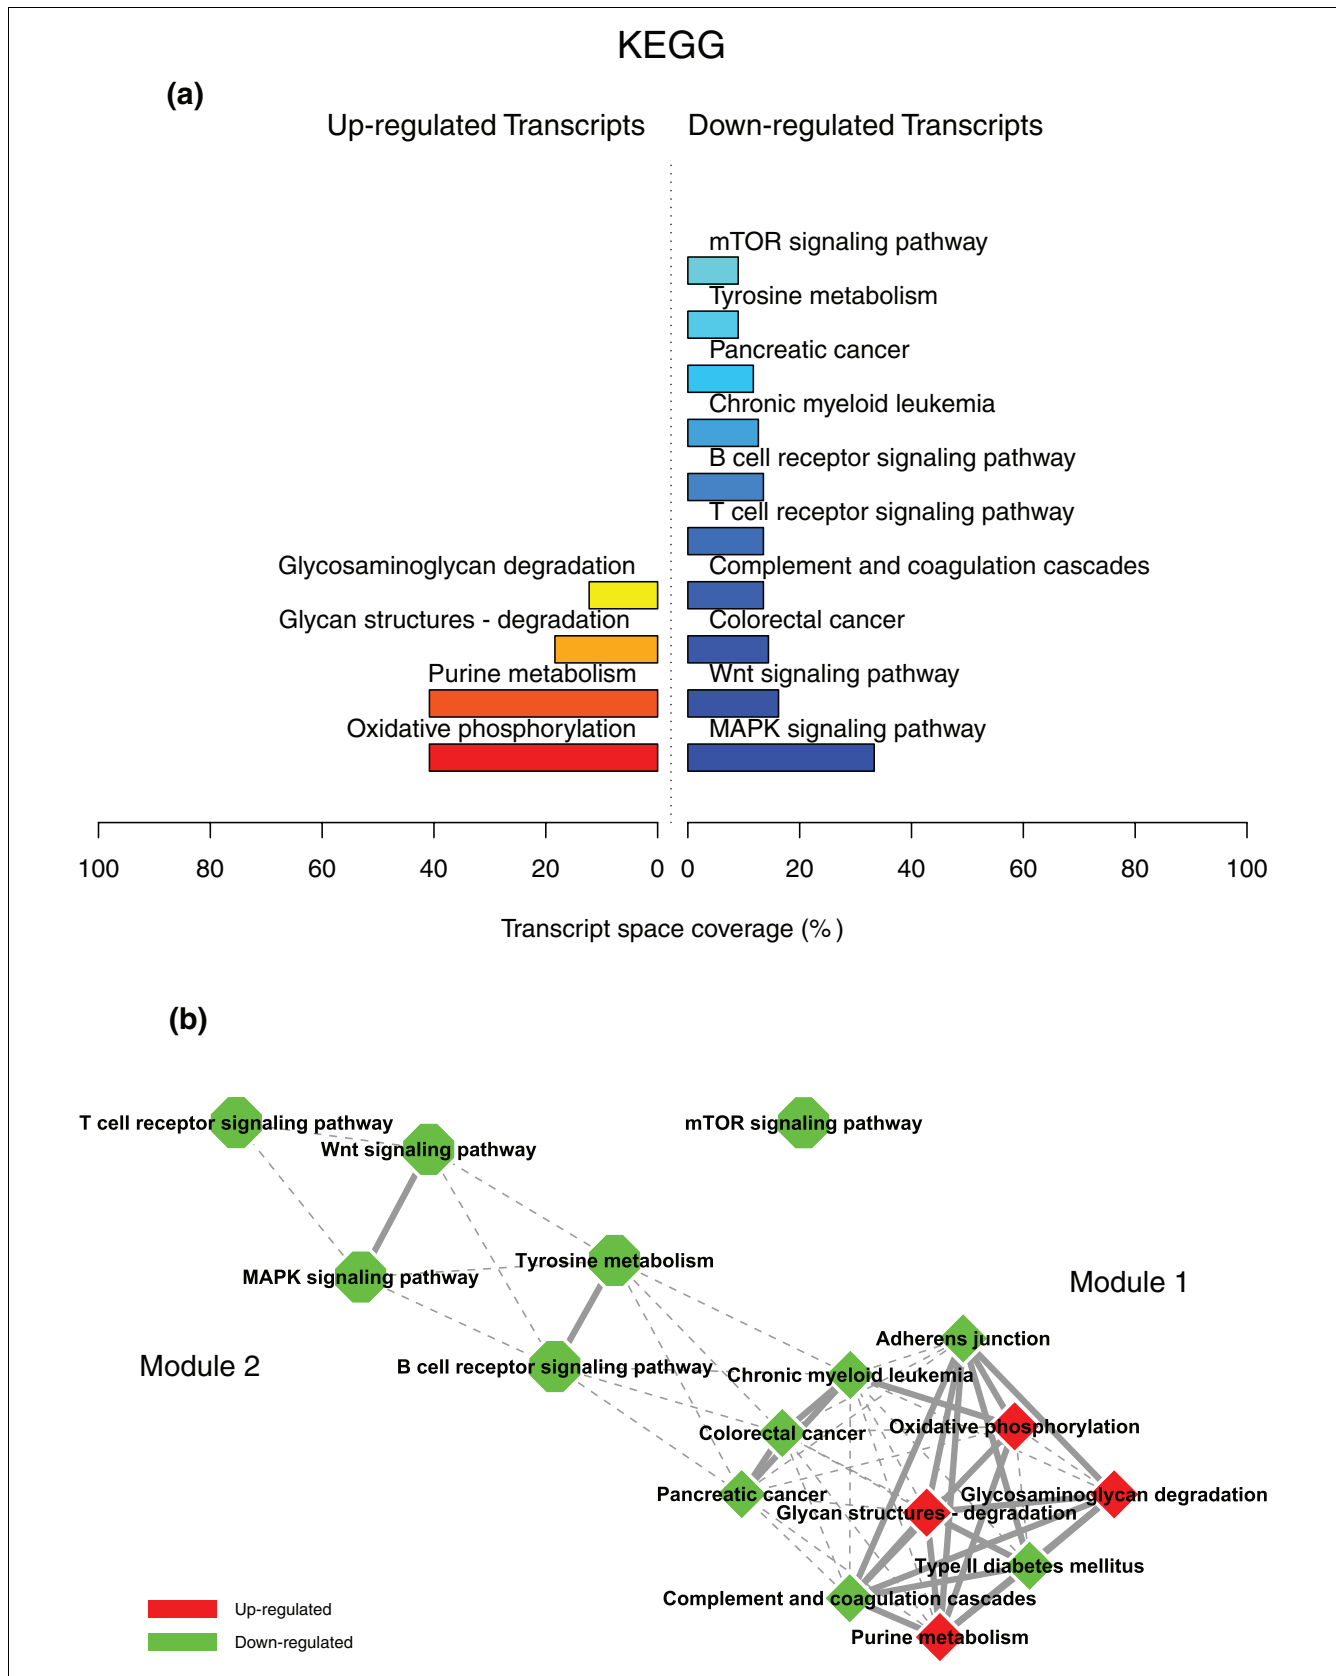 KEGG
(a)
Up-regulated Transcripts
Down-regulated Transcripts
mTOR signaling pathway
Tyrosine metabolism
Pancreatic cancer
Chronic myeloid leukemia
B cell receptor signaling pathway
T cell receptor signaling pathway
Glycosaminoglycan degradation
Complement and coagulation cascades
Glycan structures - degradation
Colorectal cancer
Purine metabolism
Wnt signaling pathway
Oxidative phosphorylation
MAPK signaling pathway
100 80 60 40 20 0 0 20 40 60 80 100
Transcript space coverage (%)
(b)
T cell receptor signaling pathway
mTOR signaling pathway
Wnt signaling pathway
Tyrosine metabolism
MAPK signaling pathway
Module 1
Adherens junction
Module 2
B cell receptor signaling pathway
Chronic myeloid leukemia
Oxidative phosphorylation
Colorectal cancer
Pancreatic cancer
Glycosaminoglycan degradation
Glycan structures - degradation
Type II diabetes mellitus
Complement and coagulation cascades
Up-regulated
Purine metabolism
Down-regulated